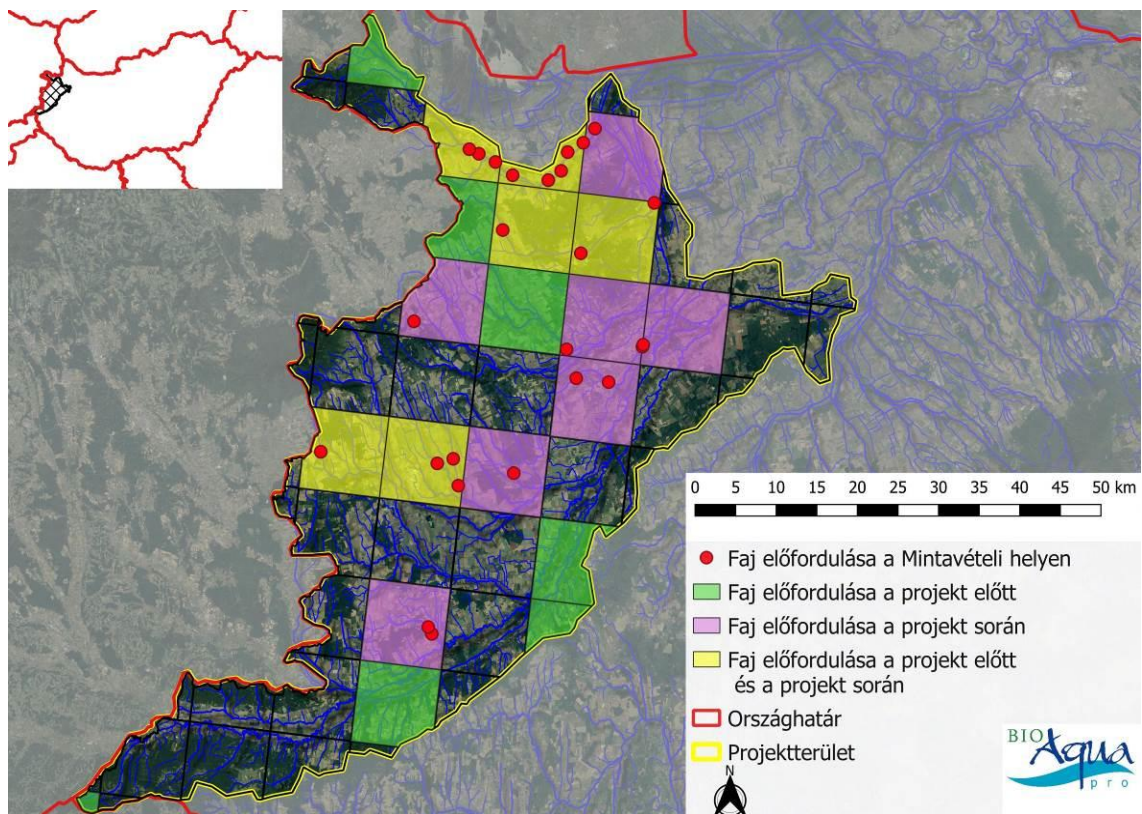 0 5 10 15 20 25 30 35 40 45 50 km
Faj előfordulása a Mintavételi helyen
Faj előfordulása a projekt előtt
Faj előfordulása a projekt során
Faj előfordulása a projekt előtt
és a projekt során
Országhatár
Projektterület
N
BIO
Aqua
pro